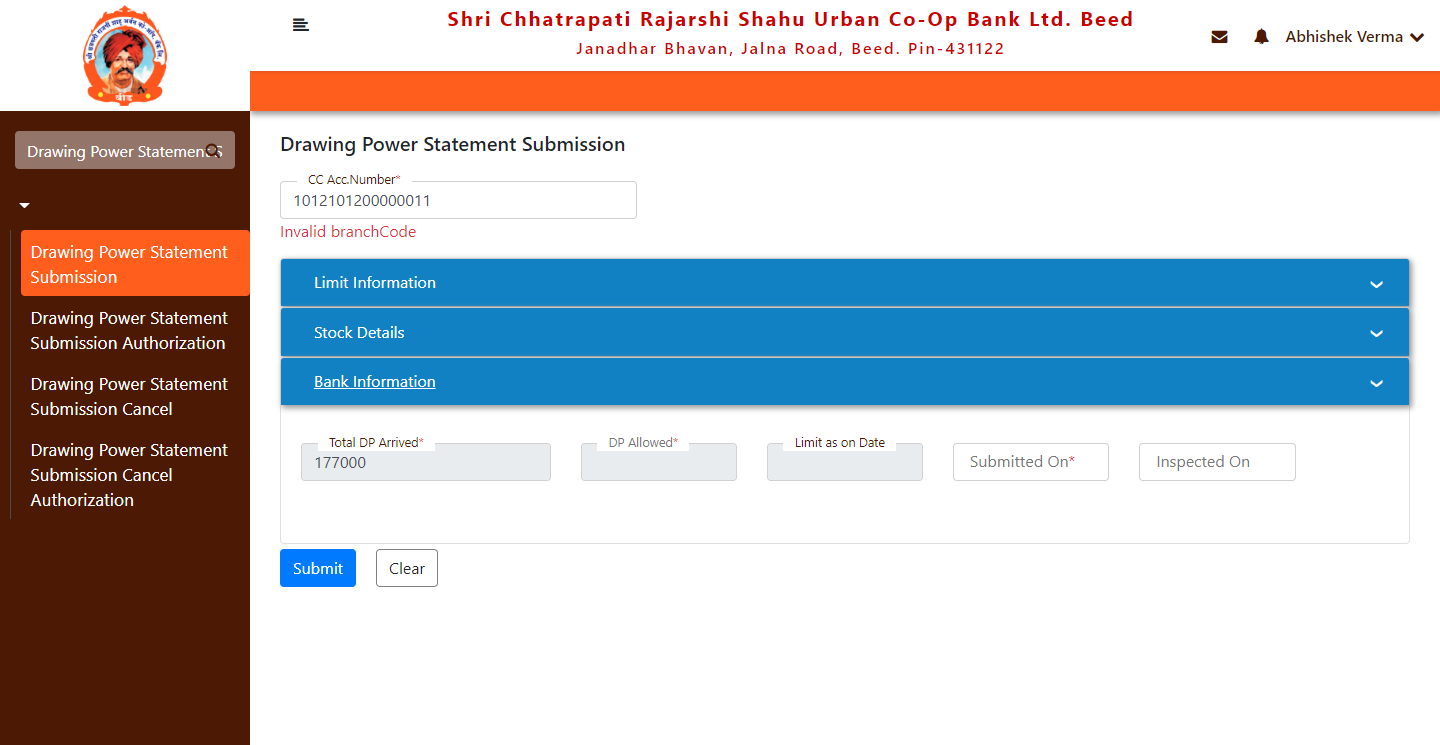 Shri Chhatrapati Rajarshi Shahu Urban Co-Op Bank Ltd. Beed
Janadhar Bhavan, Jalna Road, Beed. Pin-431122
Abhishek Verma
बीड
Drawing Power Statement
Drawing Power Statement
Submission
Drawing Power Statement
Submission Authorization
Drawing Power Statement
Submission Cancel
Drawing Power Statement
Submission Cancel
Authorization
Drawing Power Statement Submission
CC Acc.Number*
1012101200000011
Invalid branchCode
Limit Information
Stock Details
Bank Information
Total DP Arrived*
177000
DP Allowed*
Limit as on Date
Submitted On*
Inspected On
Submit
Clear